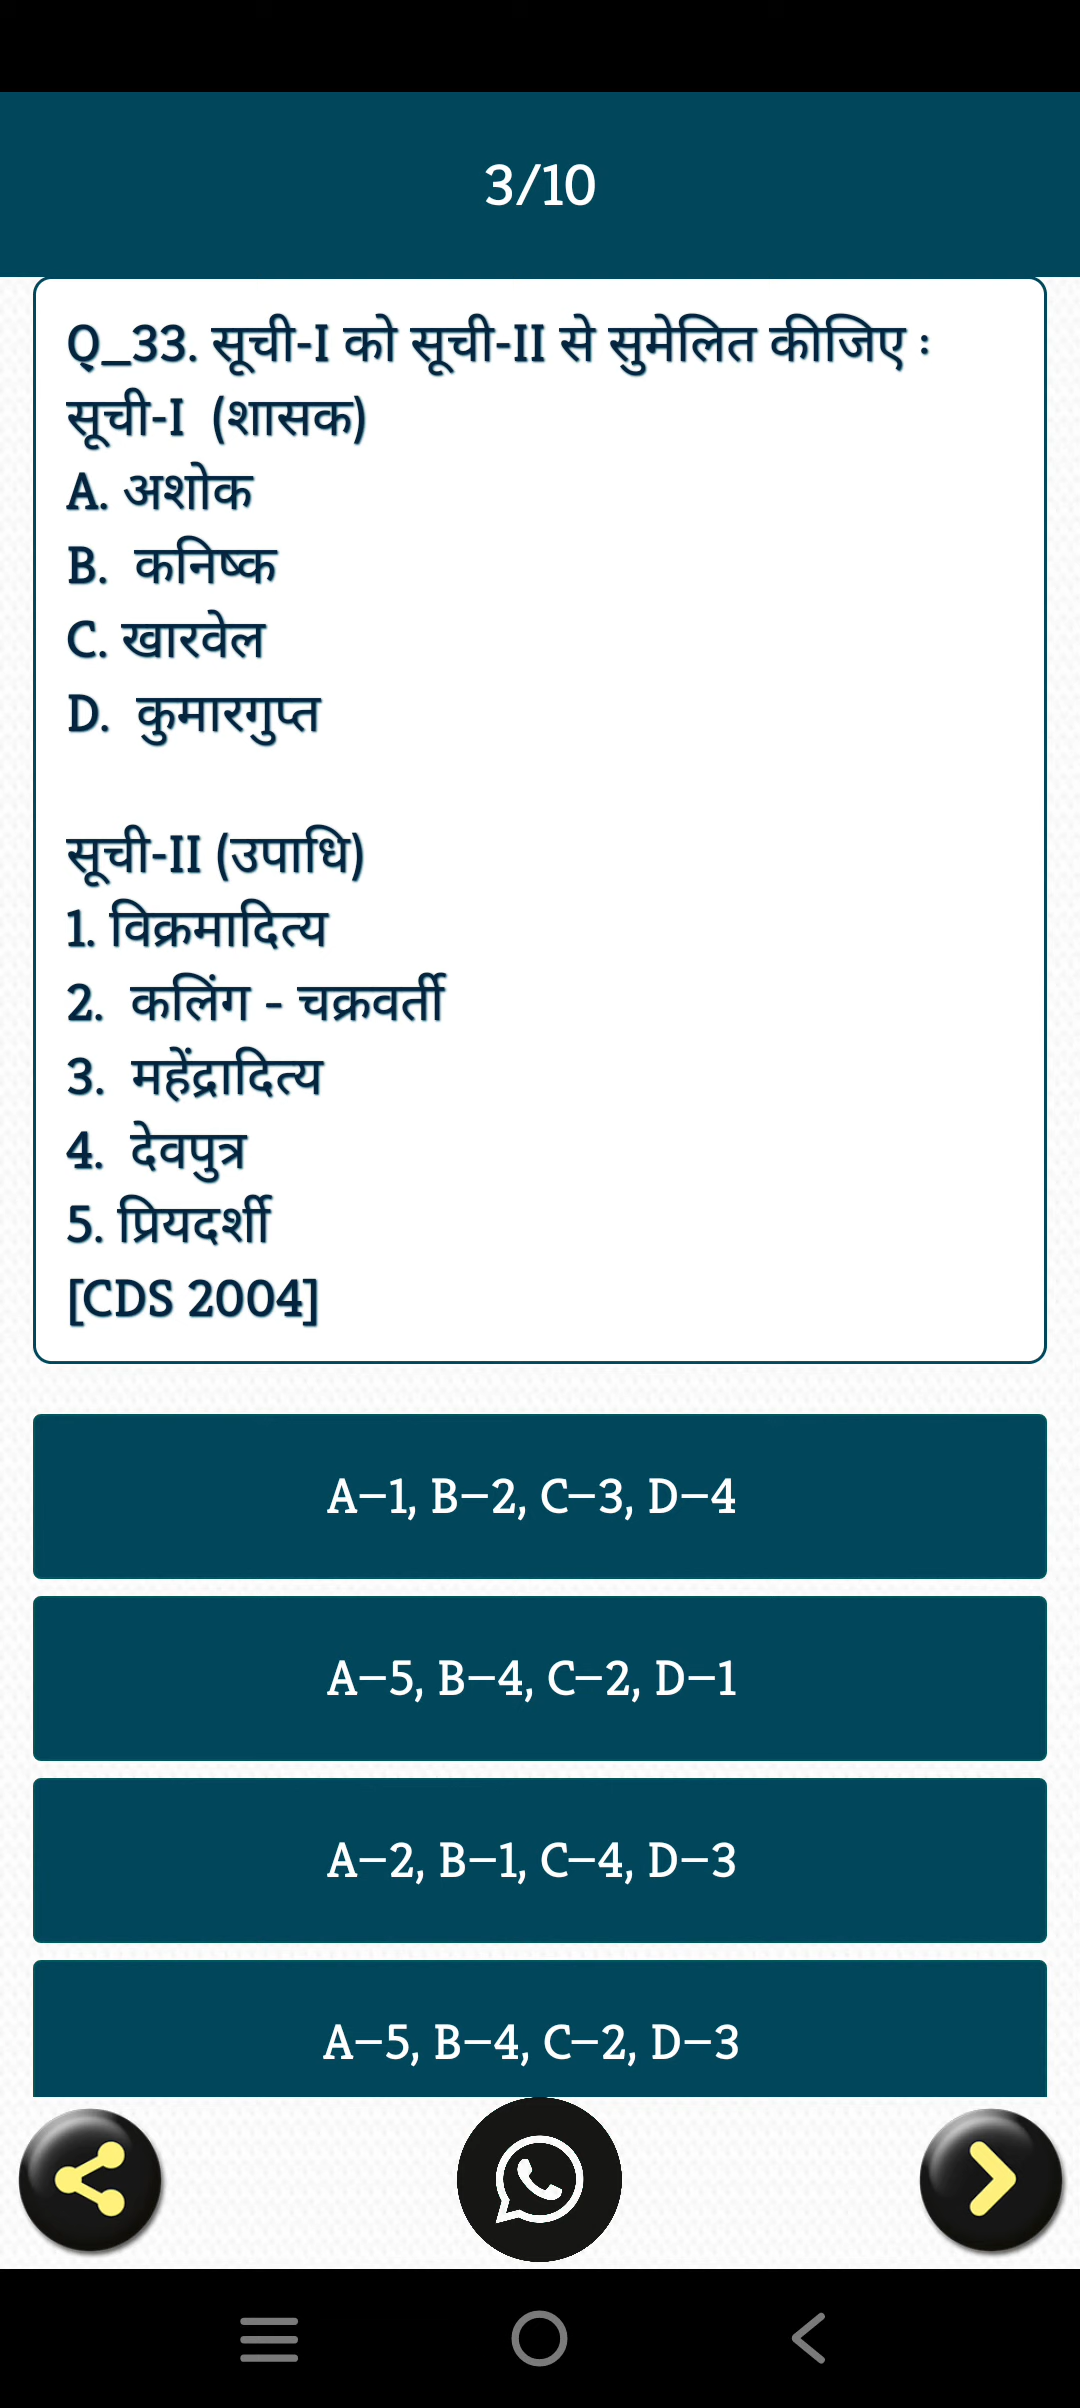 3/10
Q_33. सूची-I को सूची-II से सुमेलित कीजिए :
सूची-I (शासक)
A. अशोक
B. कनिष्क
C. खारवेल
D. कुमारगुप्त
सूची-II (उपाधि)
1. विक्रमादित्य
2. कलिंग - चक्रवर्ती
3. महेंद्रादित्य
4. देवपुत्र
5. प्रियदर्शी
[CDS 2004]
A–1, B–2, C–3, D–4
A–5, B–4, C–2, D–1
A–2, B–1, C–4, D–3
A–5, B–4, C–2, D–3